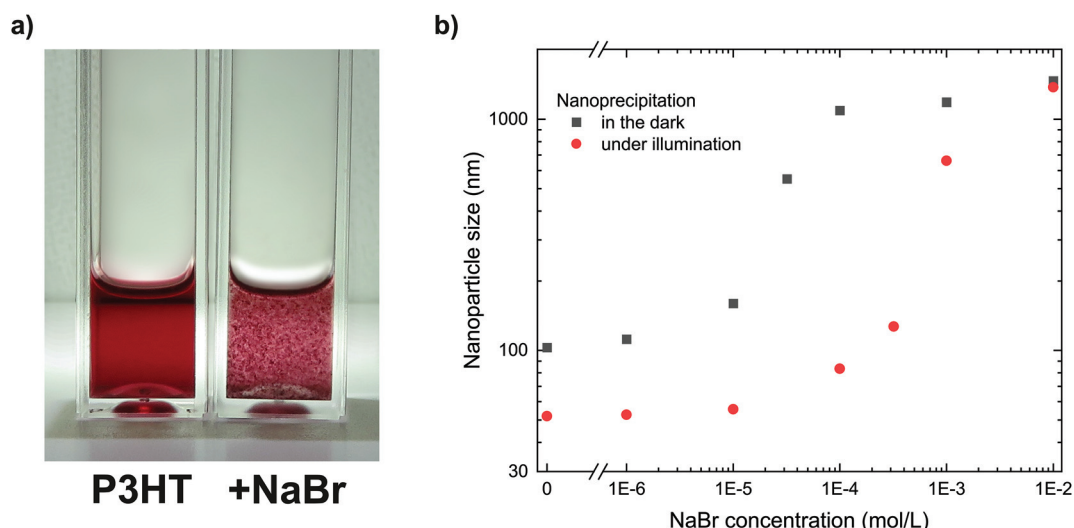 a)
P3HT +NaBr
b)
Nanoparticle size (nm)
1000
100
30
Nanoprecipitation
in the dark
under illumination
0 1E-6 1E-5 1E-4 1E-3 1E-2
NaBr concentration (mol/L)